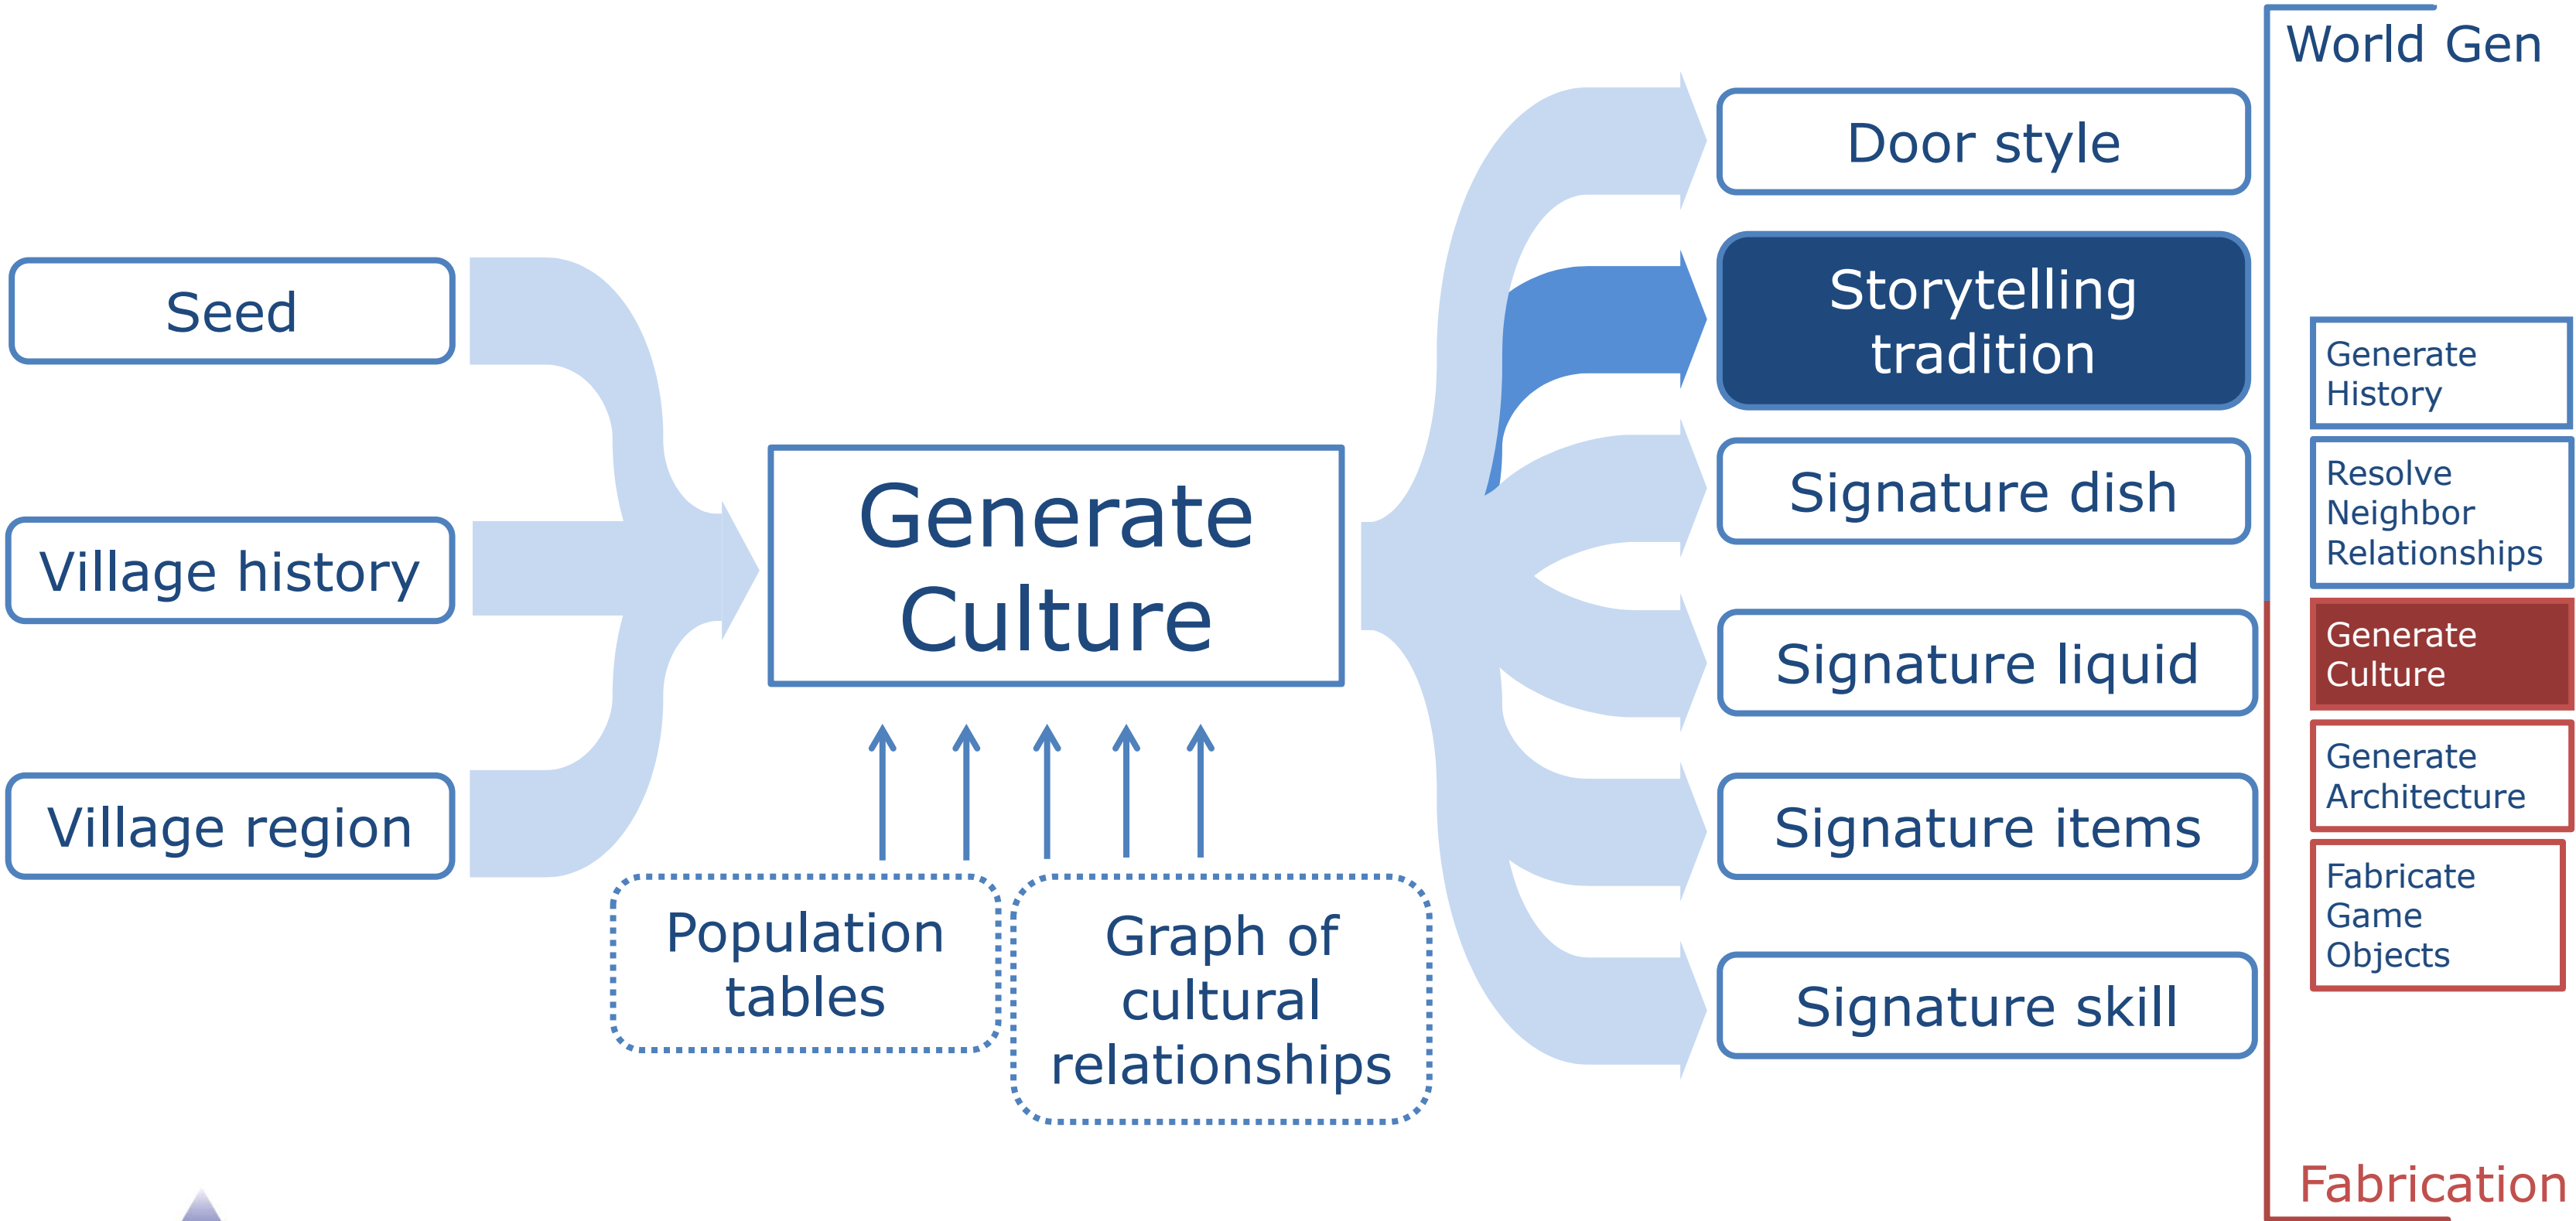 Seed
Village history
Village region
Generate
Culture
Population
tables
Graph of
cultural
relationships
Door style
Storytelling
tradition
Signature dish
Signature liquid
Signature items
Signature skill
World Gen
Generate
History
Resolve
Neighbor
Relationships
Generate
Culture
Generate
Architecture
Fabricate
Game
Objects
Fabrication